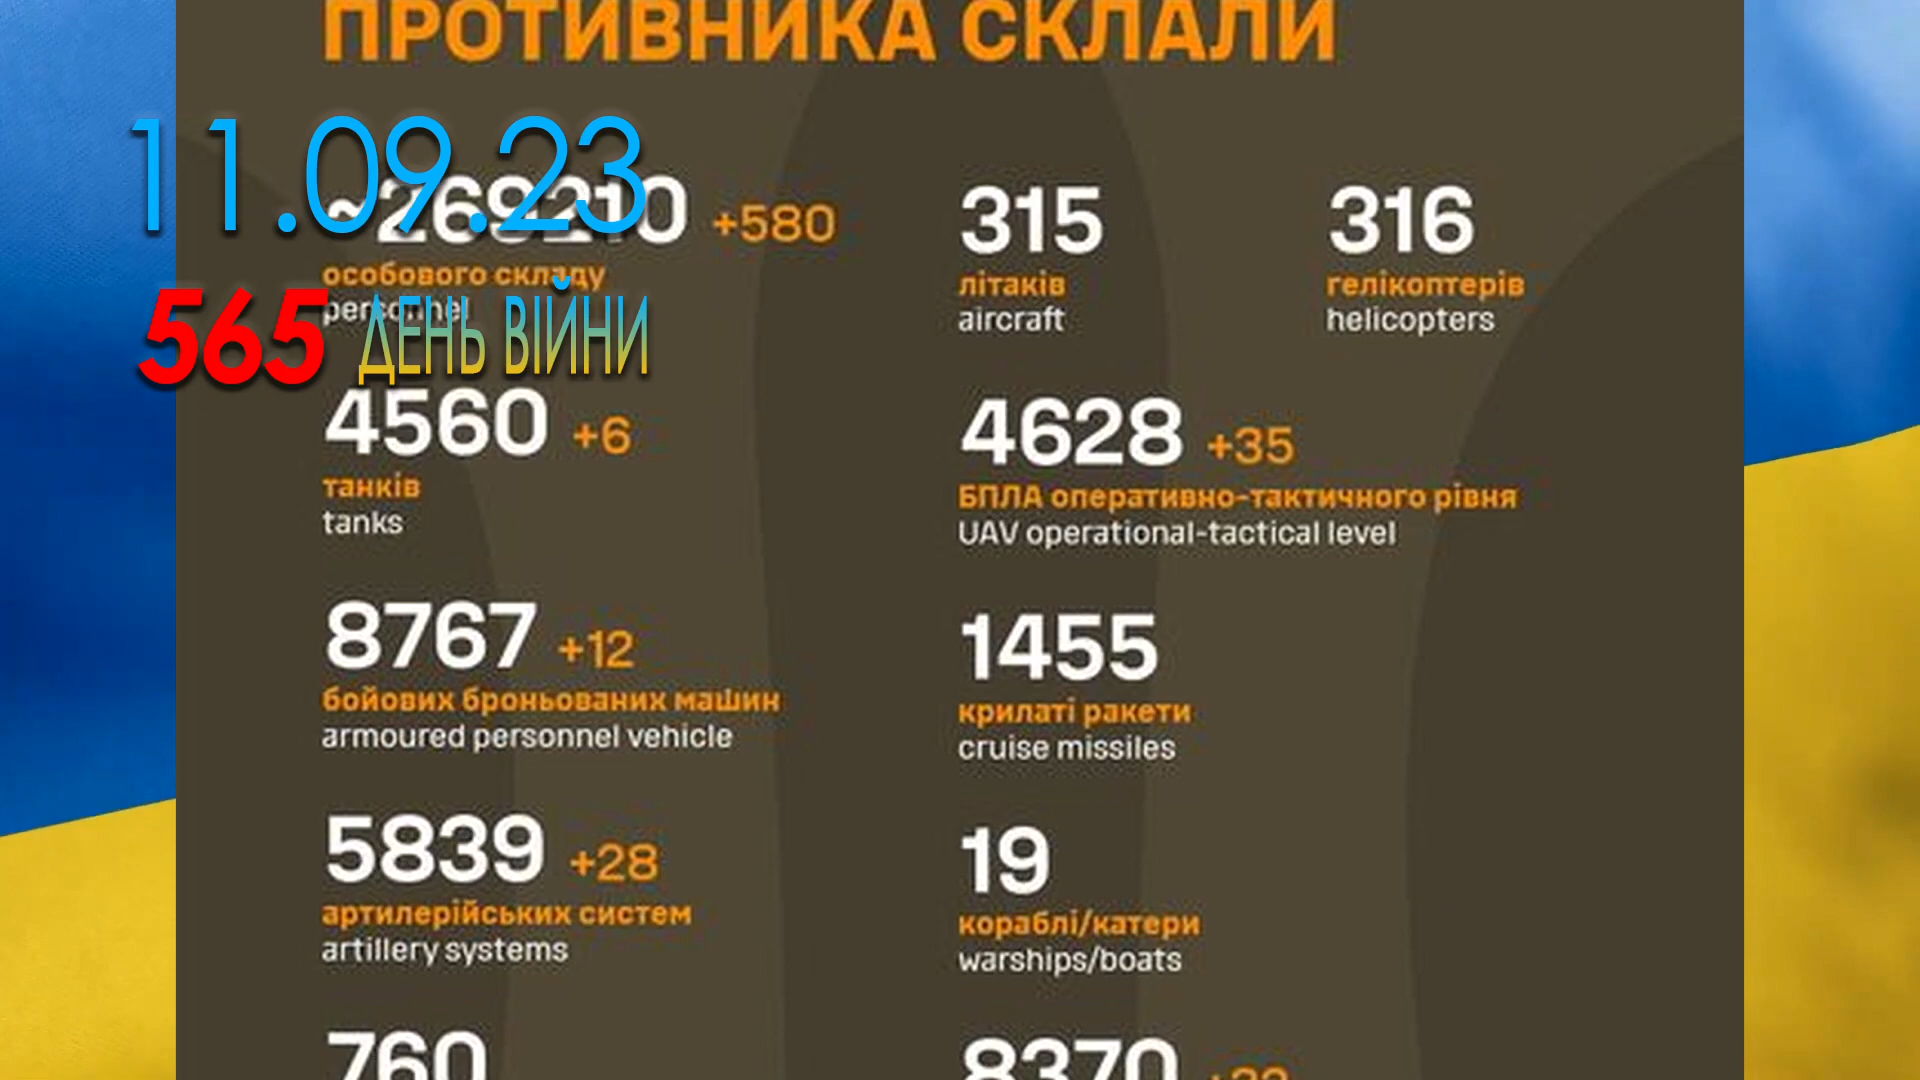 ПРОТИВНИКА СКЛАЛИ
11.09.23
565 ДЕНЬ ВІЙНИ
~269210 +580
особового складу
personnel
4560 +6
танків
tanks
8767 +12
бойових броньованих машин
armoured personnel vehicle
5839 +28
артилерійських систем
artillery systems
760
315
літаків
aircraft
316
гелікоптерів
helicopters
4628 +35
БПЛА оперативно-тактичного рівня
UAV operational-tactical level
1455
крилаті ракети
cruise missiles
19
кораблі/катери
warships/boats
8370